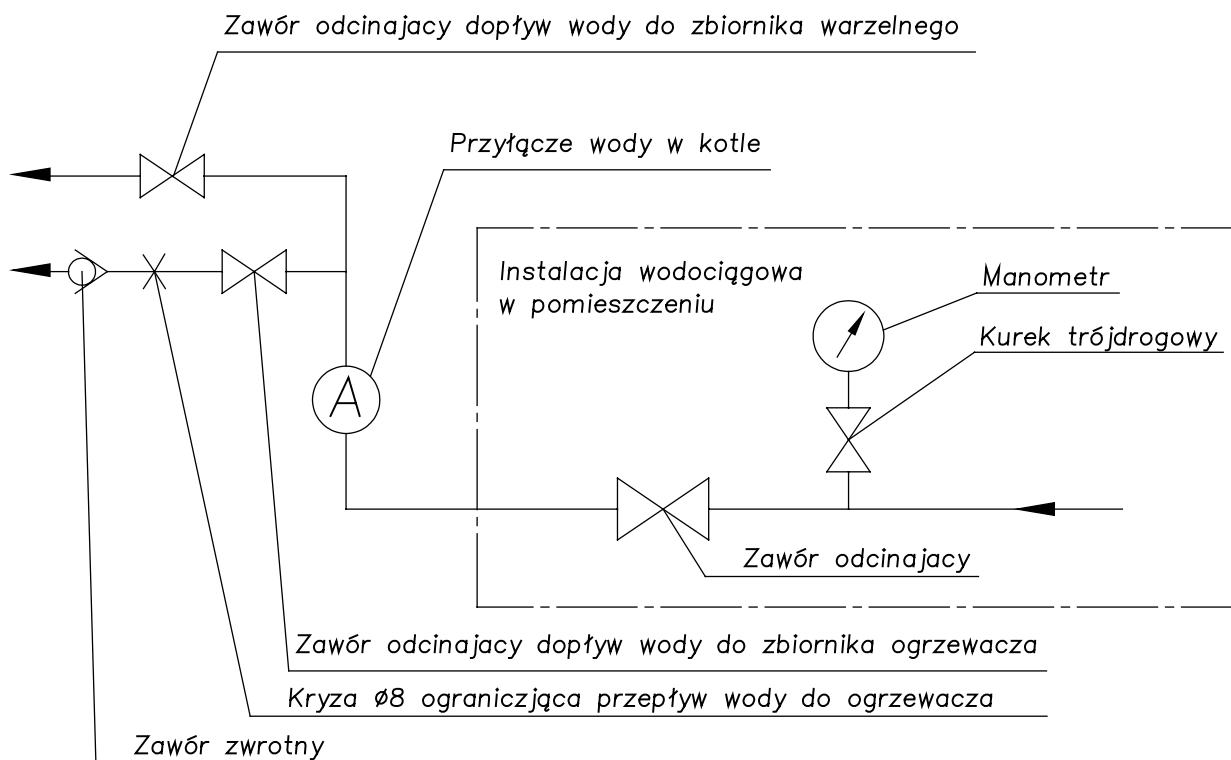 Zawór odcinajacy dopływ wody do zbiornika warzelnego
Przyłącze wody w kotle
Instalacja wodociągowa
w pomieszczeniu
Manometr
Kurek trójdrogowy
A
Zawór odcinajacy
Zawór odcinajacy dopływ wody do zbiornika ogrzewacza
Kryza Ø8 ograniczjąca przepływ wody do ogrzewacza
Zawór zwrotny